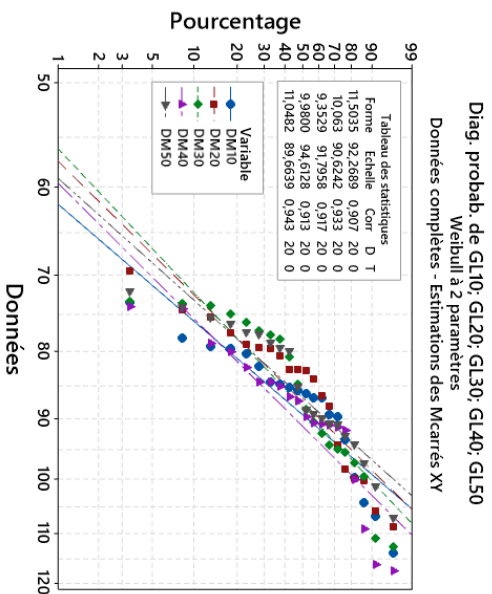 Diag. probab. de GL10; GL20; GL30; GL40; GL50
Weibull à 2 paramètres
Données complètes - Estimations des Mcarrés XY
Pourcentage
99
90
80
70
60
50
40
30
20
10
5
3
2
1
50
60
70
80
90
100
110
120
Données
Tableau des statistiques
Forme Echelle Corr D T
11,5035 92,2689 0,907 20 0
10,063 90,6242 0,933 20 0
9,3529 91,7958 0,917 20 0
9,9800 94,6128 0,913 20 0
11,0482 89,6639 0,943 20 0
Variable
DM10
DM20
DM30
DM40
DM50